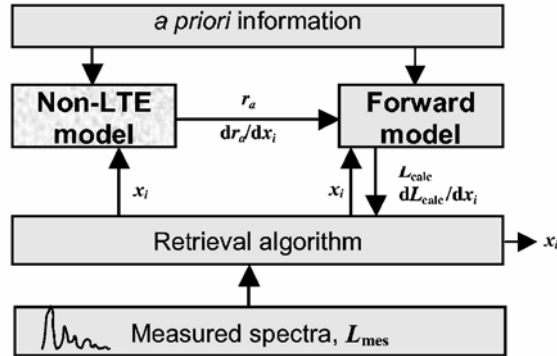 a priori information
Non-LTE
model
r_a
dr_a/dx_i
Forward
model
x_i
x_i
L_calc
dL_calc/dx_i
Retrieval algorithm
x_i
Measured spectra, L_mes